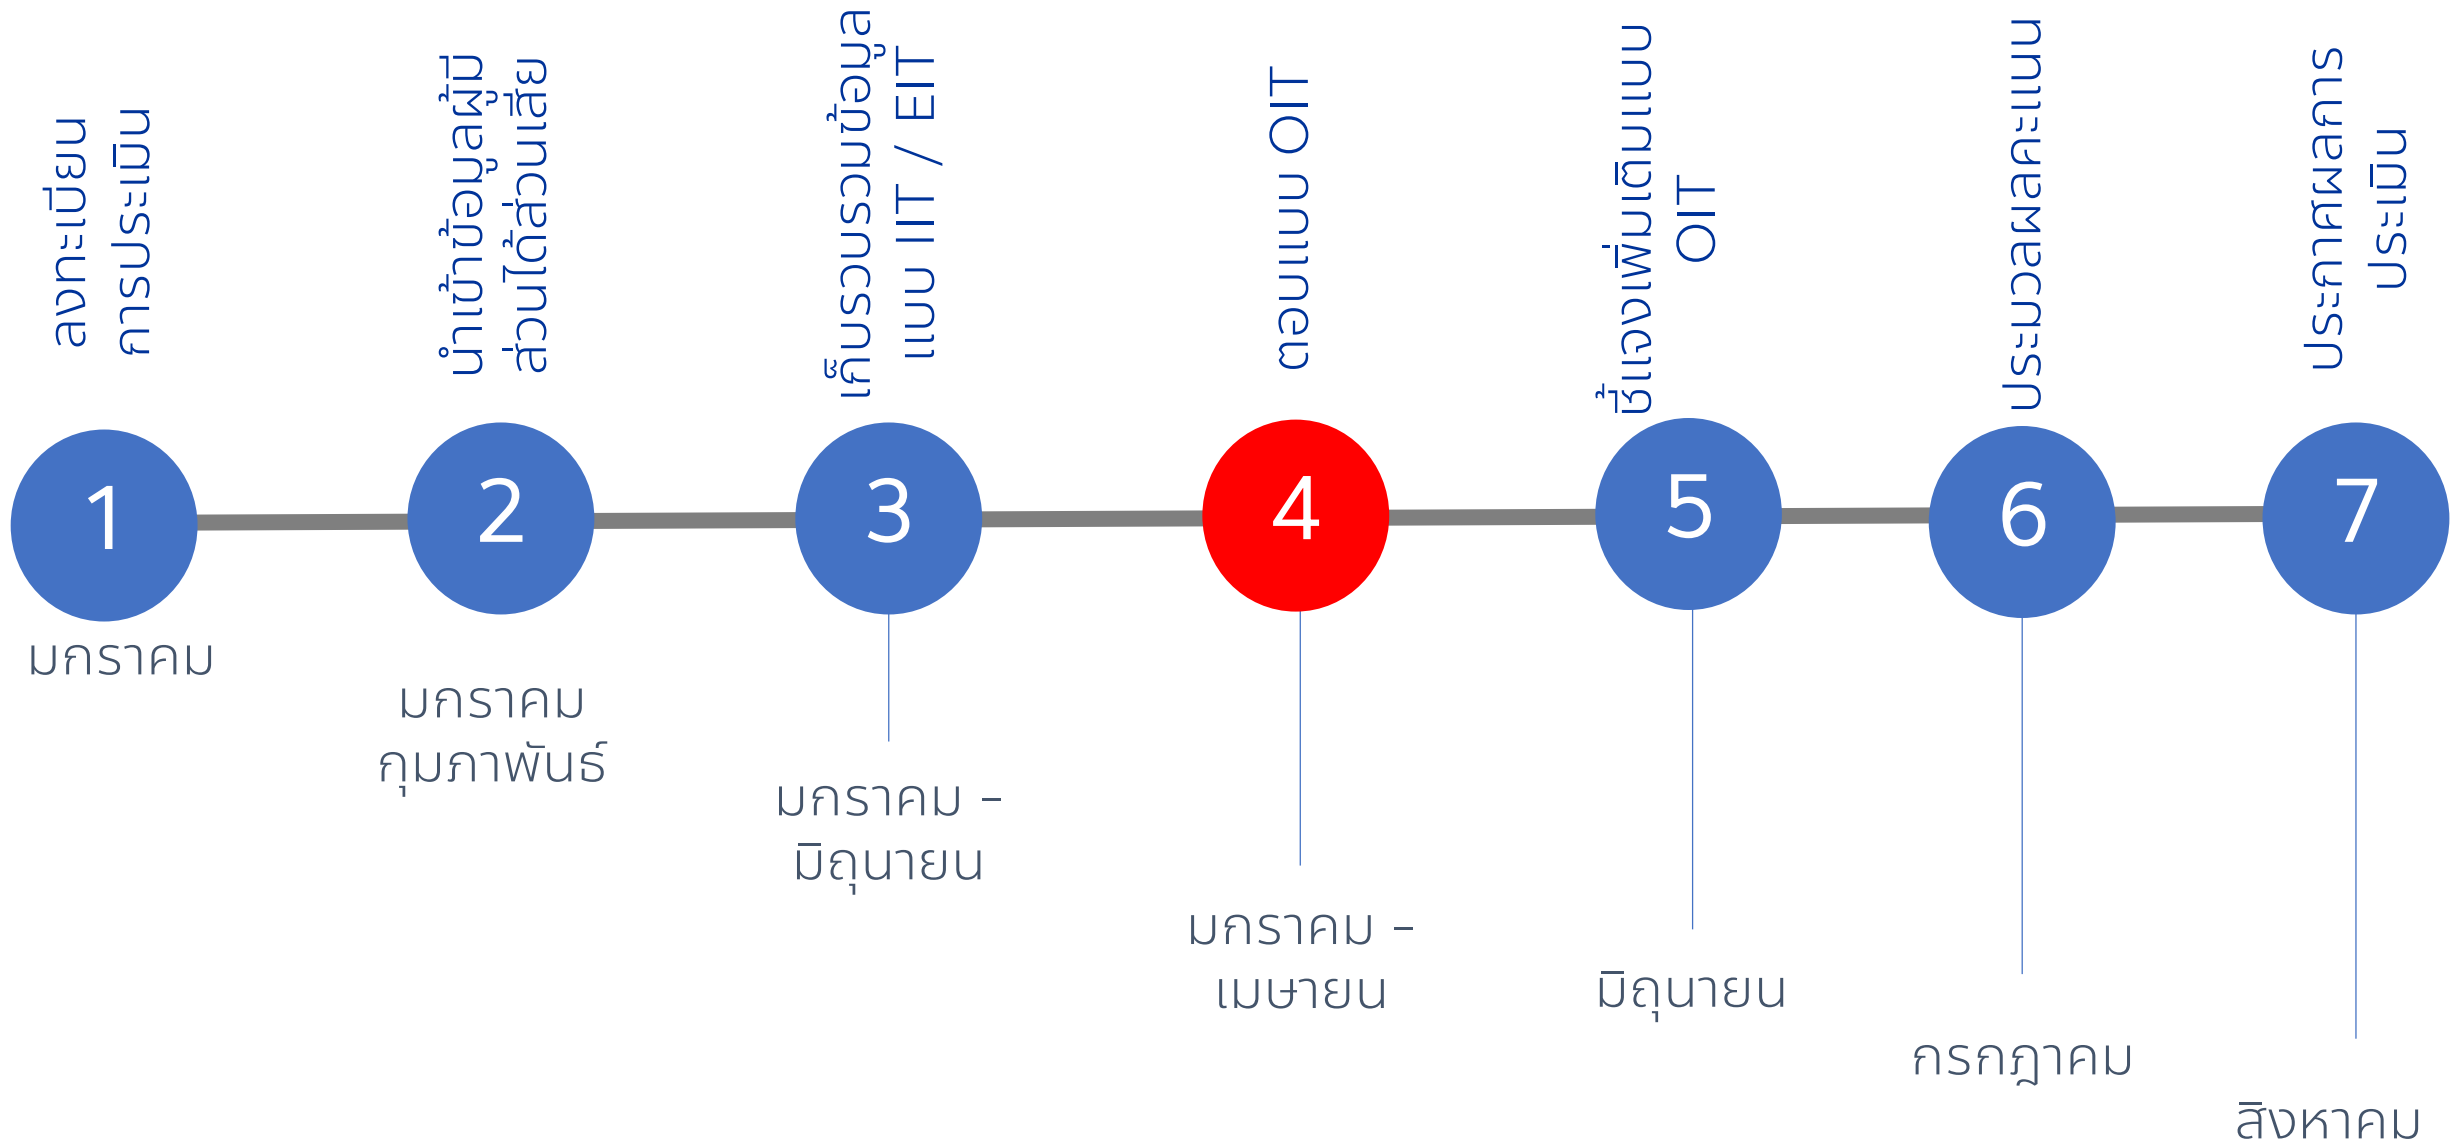 ลงทะเบียน
การประเมิน
นำเข้าข้อมูลผู้มี
ส่วนได้ส่วนเสีย
เก็บรวบรวมข้อมูล
แบบ IIT / EIT
ตอบแบบ OIT
ชี้แจงเพิ่มเติมแบบ
OIT
ประมวลผลคะแนน
ประกาศผลการ
ประเมิน
1
2
3
4
5
6
7
มกราคม
มกราคม
กุมภาพันธ์
มกราคม -
มิถุนายน
มกราคม -
เมษายน
มิถุนายน
กรกฎาคม
สิงหาคม